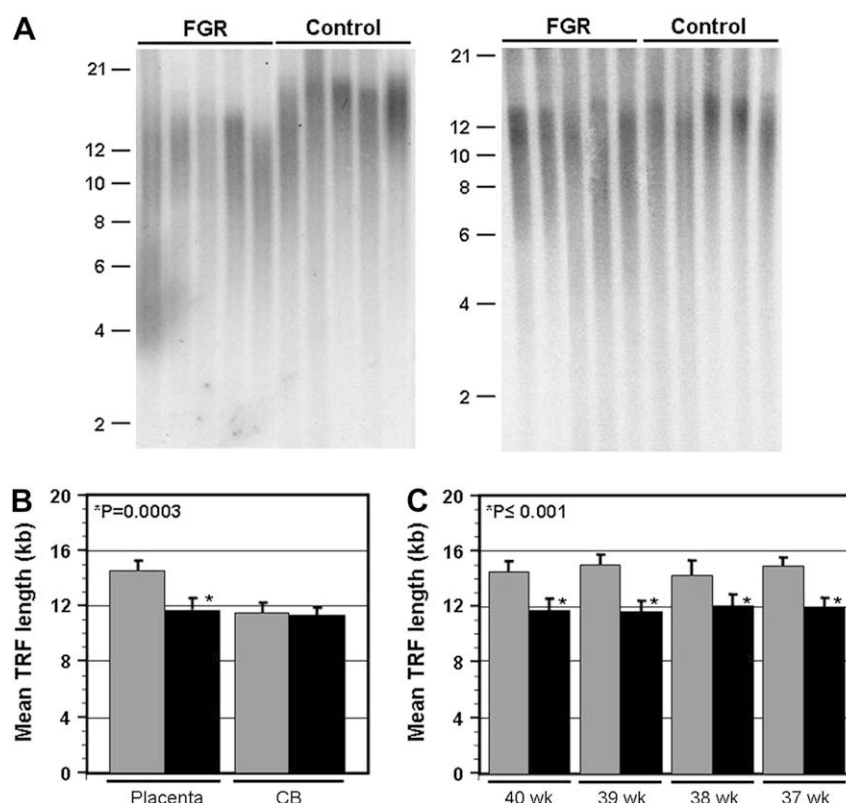 A
FGR Control
FGR Control
21
12
10
8
6
4
2
21
12
10
8
6
4
2
B
*P=0.0003
Mean TRF length (kb)
20
16
12
8
4
0
*
Placenta CB
C
*P≤ 0.001
Mean TRF length (kb)
20
16
12
8
4
0
* * * *
40 wk 39 wk 38 wk 37 wk